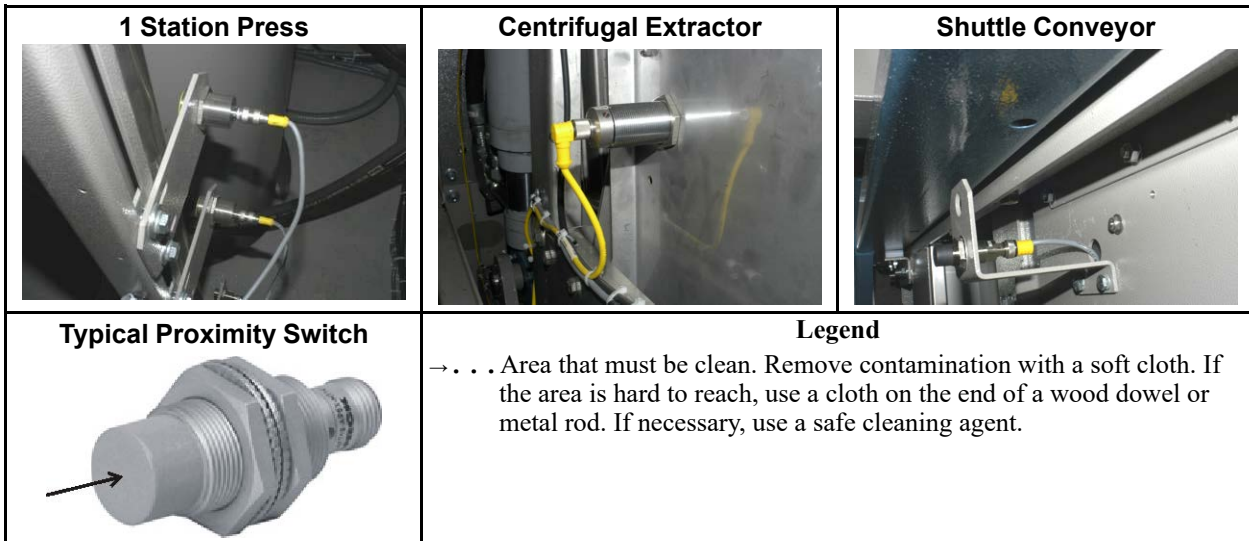 1 Station Press
Centrifugal Extractor
Shuttle Conveyor
Typical Proximity Switch
Legend
→. . . Area that must be clean. Remove contamination with a soft cloth. If
the area is hard to reach, use a cloth on the end of a wood dowel or
metal rod. If necessary, use a safe cleaning agent.